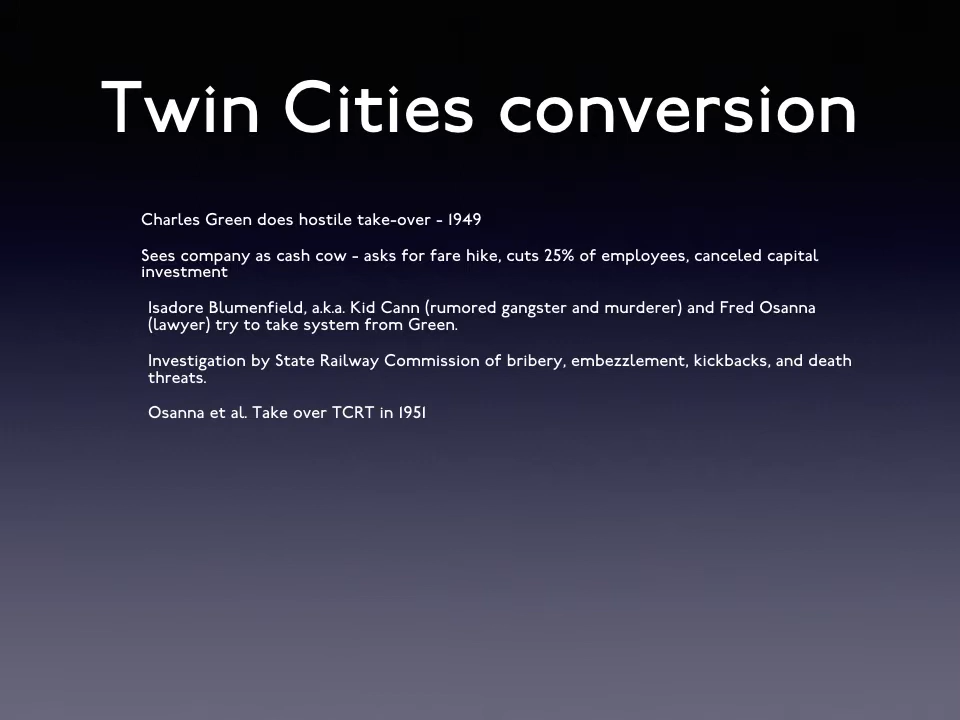 Twin Cities conversion
Charles Green does hostile take-over - 1949
Sees company as cash cow - asks for fare hike, cuts 25% of employees, canceled capital
investment
Isadore Blumenfield, a.k.a. Kid Cann (rumored gangster and murderer) and Fred Osanna
(lawyer) try to take system from Green.
Investigation by State Railway Commission of bribery, embezzlement, kickbacks, and death
threats.
Osanna et al. Take over TCRT in 1951